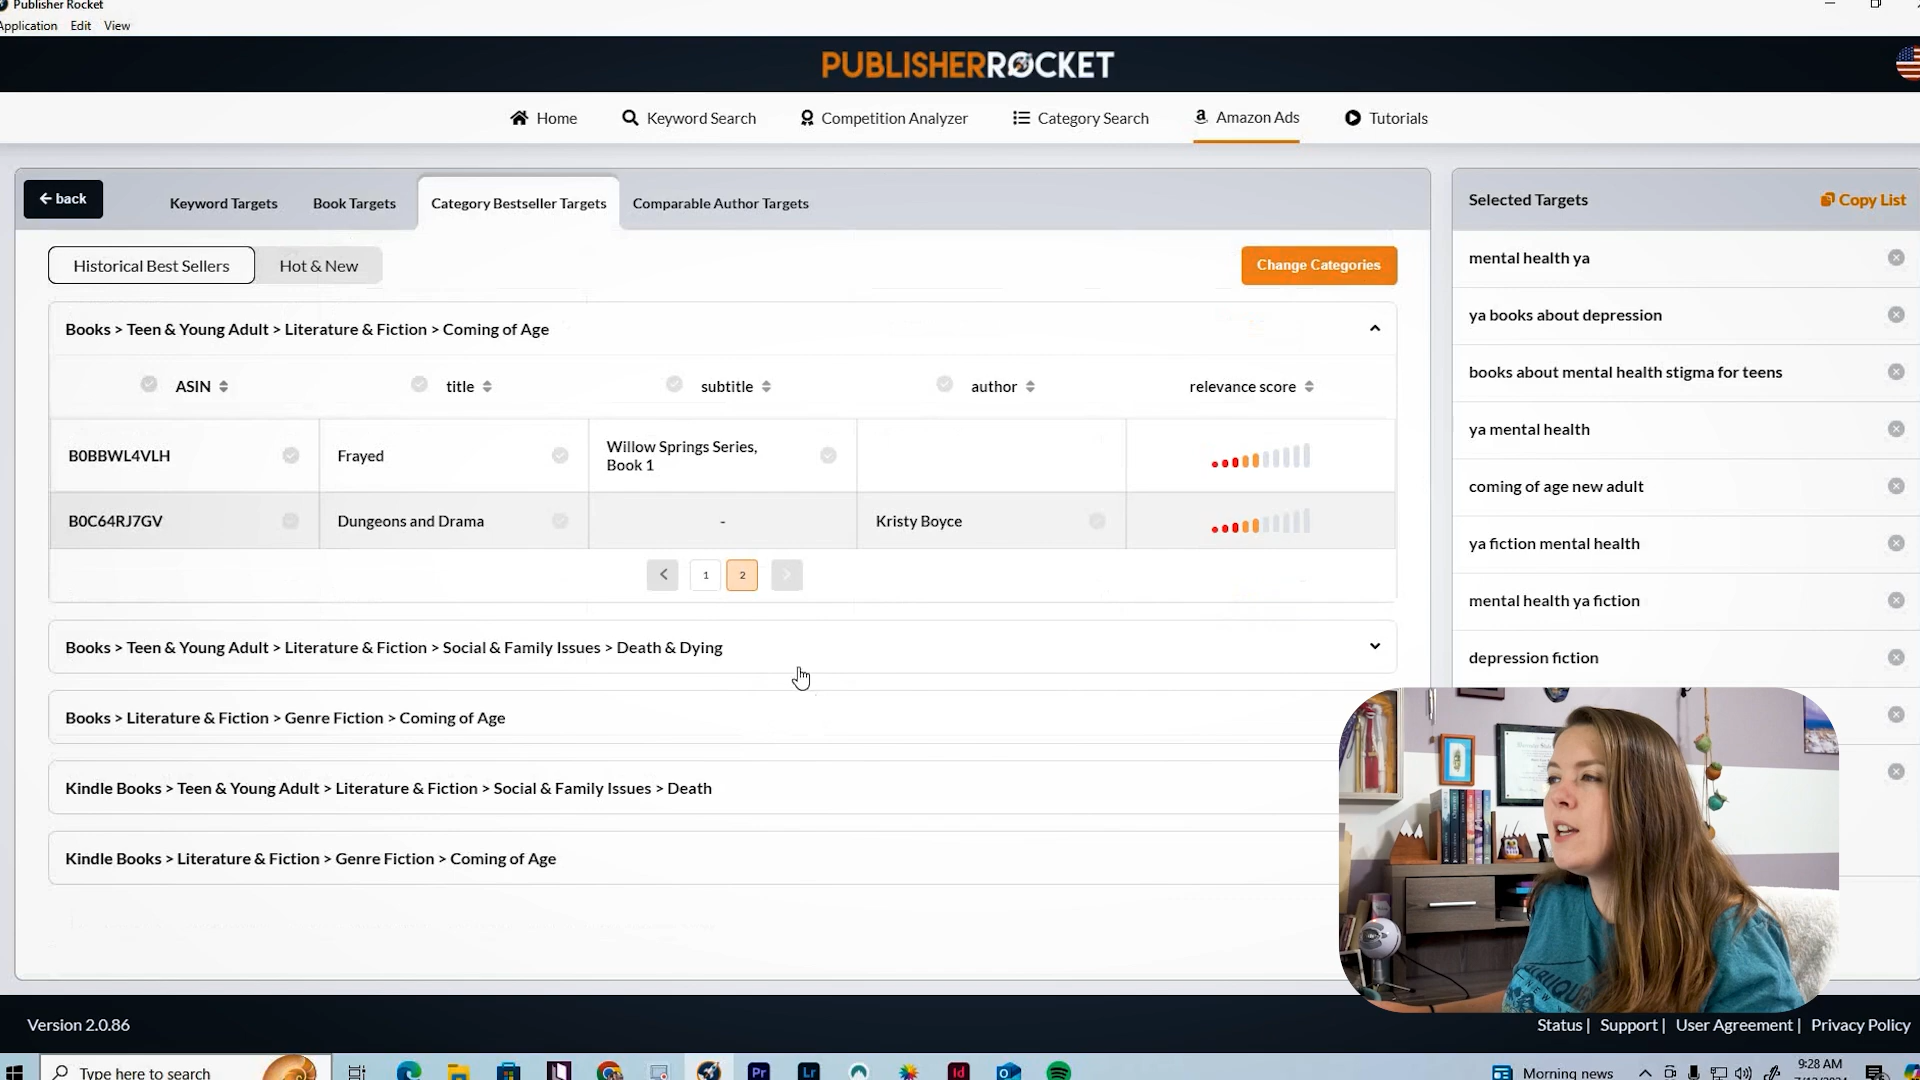 Publisher Rocket
Application Edit View
PUBLISHERROCKET
Home Keyword Search Competition Analyzer Category Search Amazon Ads Tutorials
back Keyword Targets Book Targets Category Bestseller Targets Comparable Author Targets
Historical Best Sellers Hot & New Change Categories
Books > Teen & Young Adult > Literature & Fiction > Coming of Age
ASIN title subtitle author relevance score
B0BBWL4VLH Frayed Willow Springs Series,
Book 1
B0C64RJ7GV Dungeons and Drama - Kristy Boyce
1 2
Books > Teen & Young Adult > Literature & Fiction > Social & Family Issues > Death & Dying
Books > Literature & Fiction > Genre Fiction > Coming of Age
Kindle Books > Teen & Young Adult > Literature & Fiction > Social & Family Issues > Death
Kindle Books > Literature & Fiction > Genre Fiction > Coming of Age
Selected Targets Copy List
mental health ya
ya books about depression
books about mental health stigma for teens
ya mental health
coming of age new adult
ya fiction mental health
mental health ya fiction
depression fiction
Version 2.0.86 Status | Support | User Agreement | Privacy Policy
Type here to search Pr Lr Id Morning news 9:28 AM